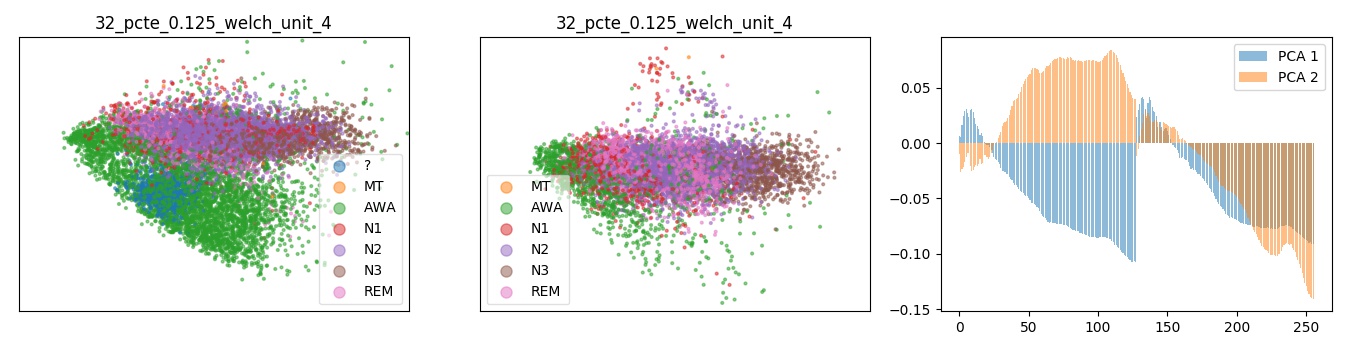 32_pcte_0.125_welch_unit_4
?
MT
AWA
N1
N2
N3
REM
32_pcte_0.125_welch_unit_4
MT
AWA
N1
N2
N3
REM
PCA 1
PCA 2
0.05
0.00
−0.05
−0.10
−0.15
0 50 100 150 200 250